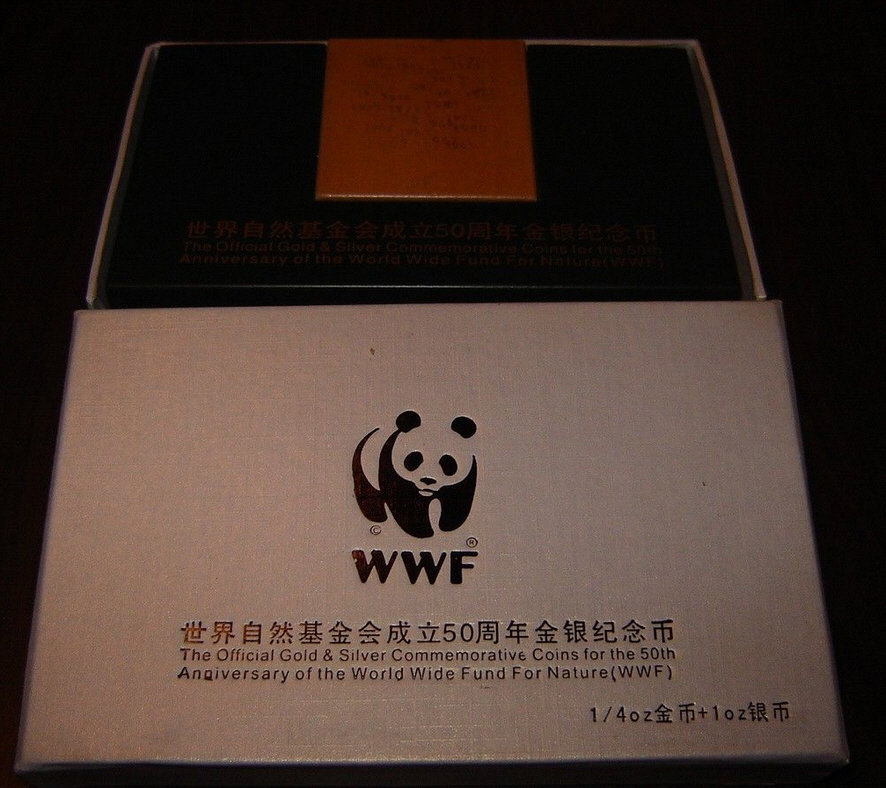 世界自然基金会成立50周年金银纪念币
The Official Gold & Silver Commemorative Coins for the 50th
Anniversary of the World Wide Fund For Nature(WWF)
©
®
WWF
世界自然基金会成立50周年金银纪念币
The Official Gold & Silver Commemorative Coins for the 50th
Anniversary of the World Wide Fund For Nature(WWF)
1/4oz金币+1oz银币